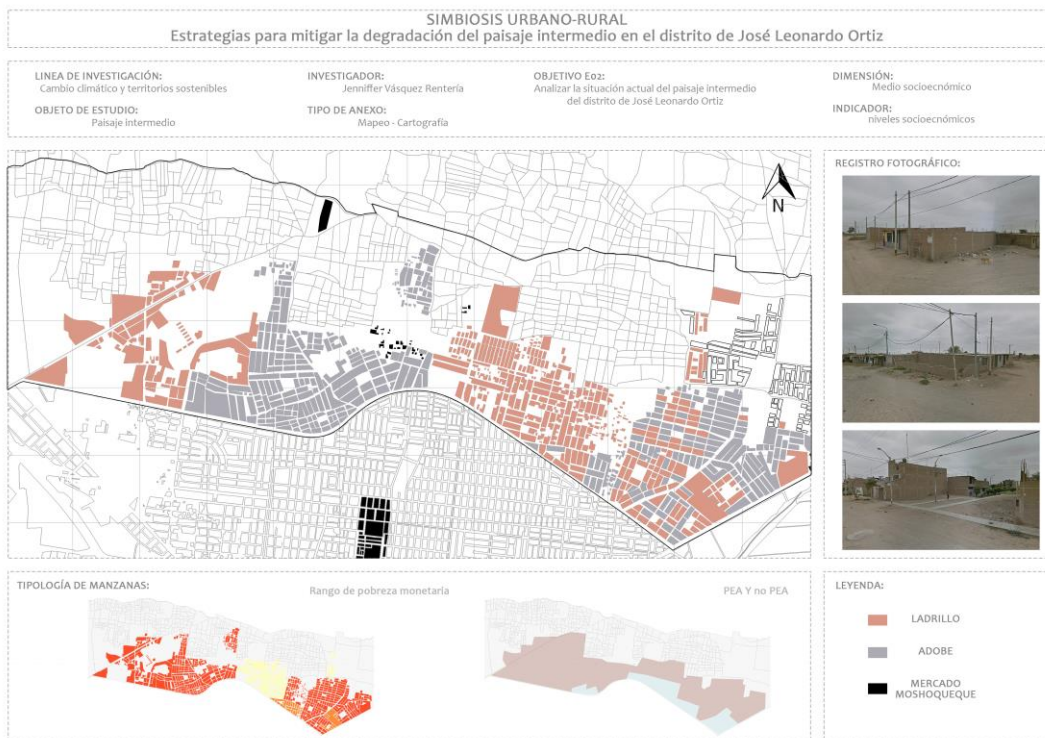 SIMBIOSIS URBANO-RURAL
Estrategias para mitigar la degradación del paisaje intermedio en el distrito de José Leonardo Ortiz
LINEA DE INVESTIGACIÓN:
Cambio climático y territorios sostenibles
OBJETO DE ESTUDIO:
Paisaje intermedio
INVESTIGADOR:
Jenniffer Vásquez Rentería
TIPO DE ANEXO:
Mapeo - Cartografía
OBJETIVO E02:
Analizar la situación actual del paisaje intermedio
del distrito de José Leonardo Ortiz
DIMENSIÓN:
Medio socioecnómico
INDICADOR:
niveles socioecnómicos
N
REGISTRO FOTOGRÁFICO:
TIPOLOGÍA DE MANZANAS:
Rango de pobreza monetaria
PEA Y no PEA
LEYENDA:
LADRILLO
ADOBE
MERCADO
MOSHOQUEQUE